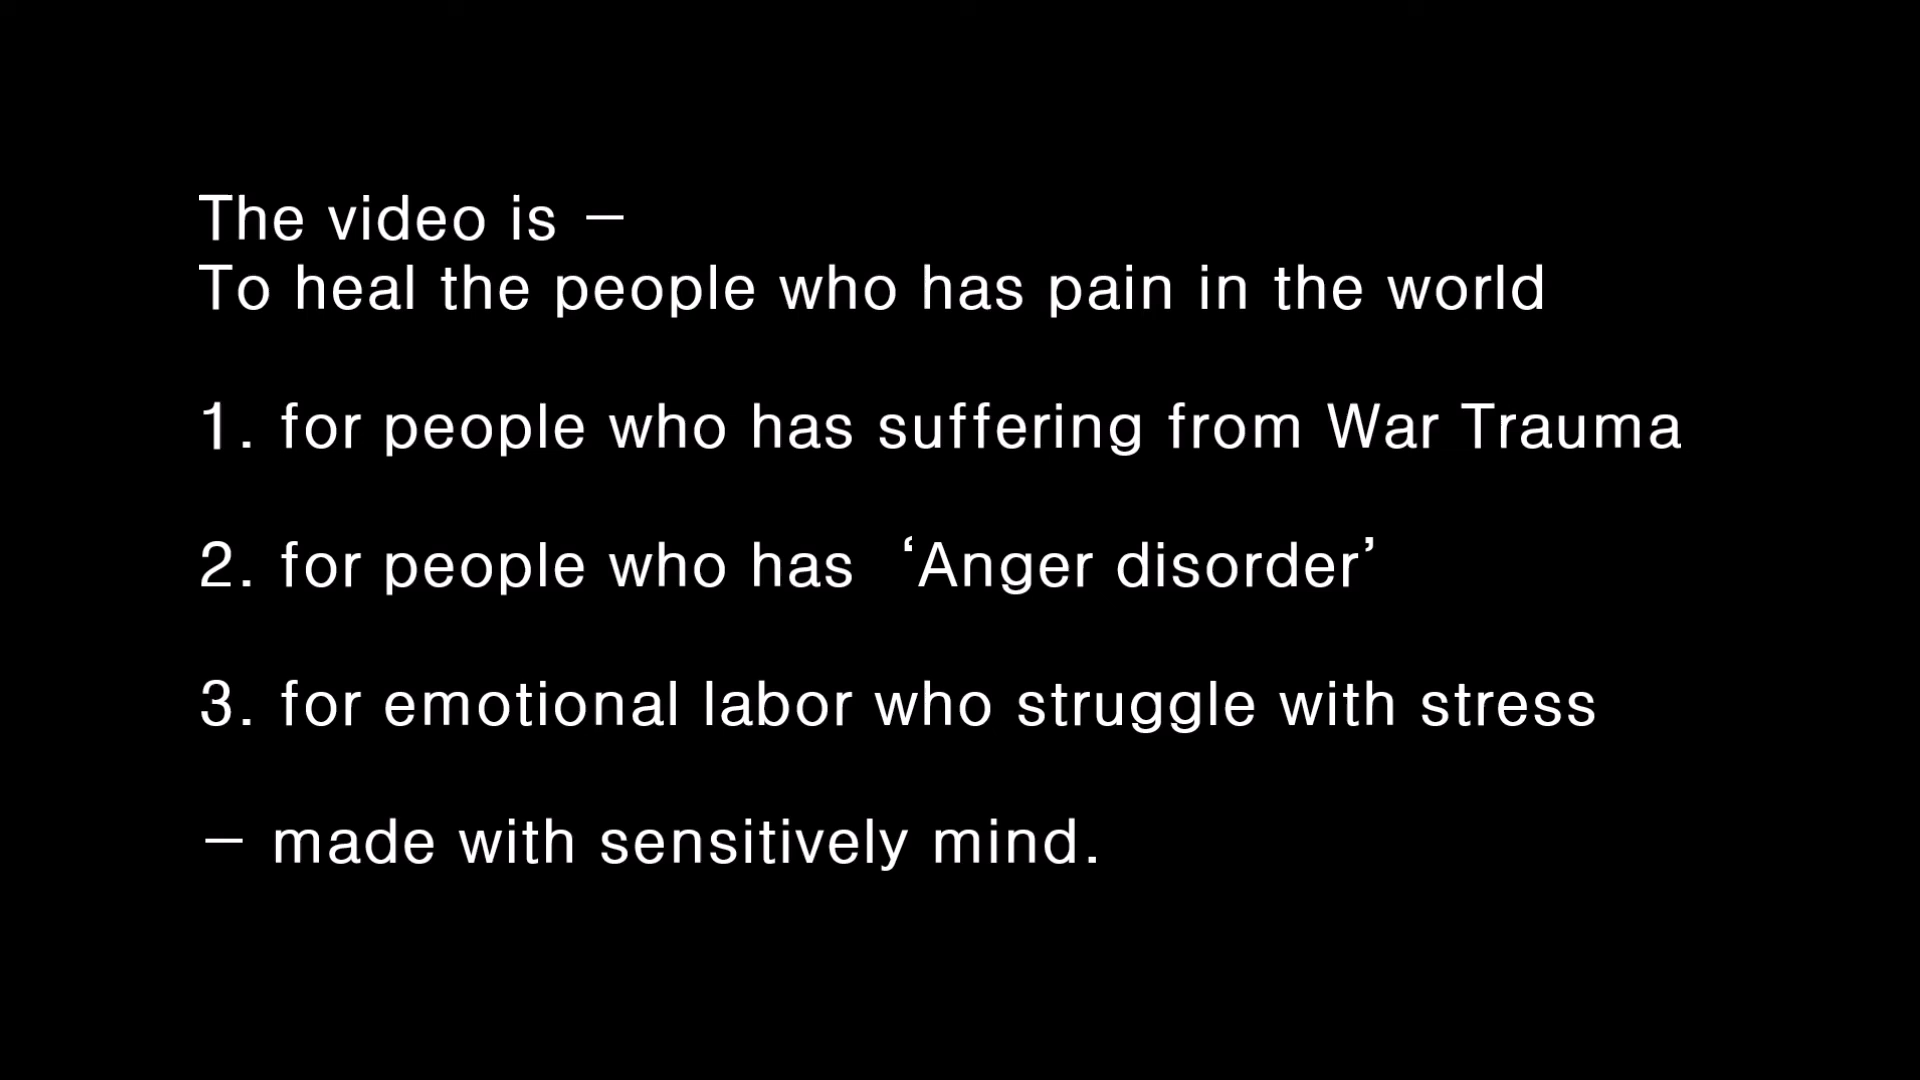 The video is –
To heal the people who has pain in the world
1. for people who has suffering from War Trauma
2. for people who has ‘Anger disorder’
3. for emotional labor who struggle with stress
– made with sensitively mind.